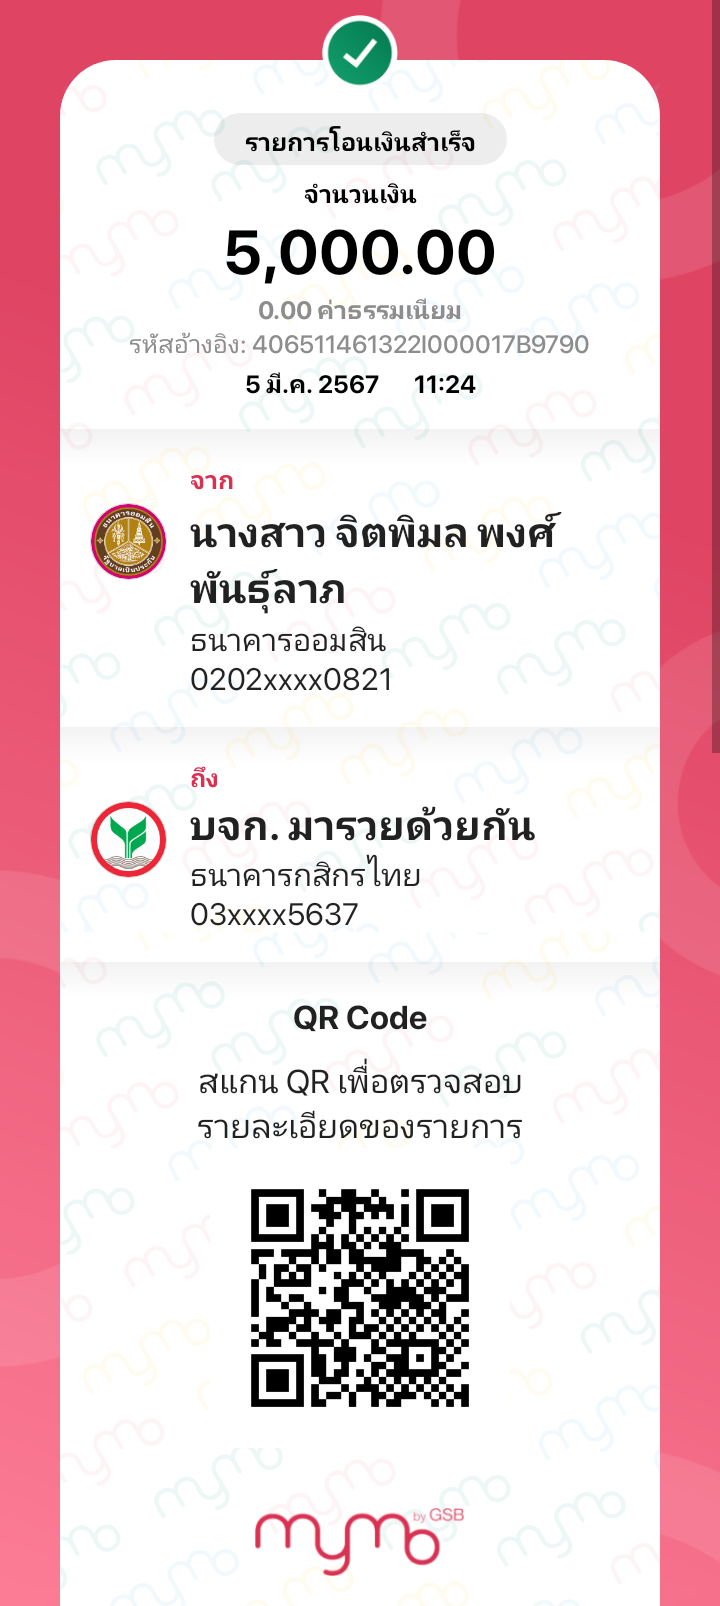 รายการโอนเงินสำเร็จ
จำนวนเงิน
5,000.00
0.00 ค่าธรรมเนียม
รหัสอ้างอิง: 406511461322I000017B9790
5 มี.ค. 2567 11:24
จาก
นางสาว จิตพิมล พงศ์
พันธุ์ลาภ
ธนาคารออมสิน
0202xxxx0821
ถึง
บจก. มารวยด้วยกัน
ธนาคารกสิกรไทย
03xxxx5637
QR Code
สแกน QR เพื่อตรวจสอบ
รายละเอียดของรายการ
mymo by GSB